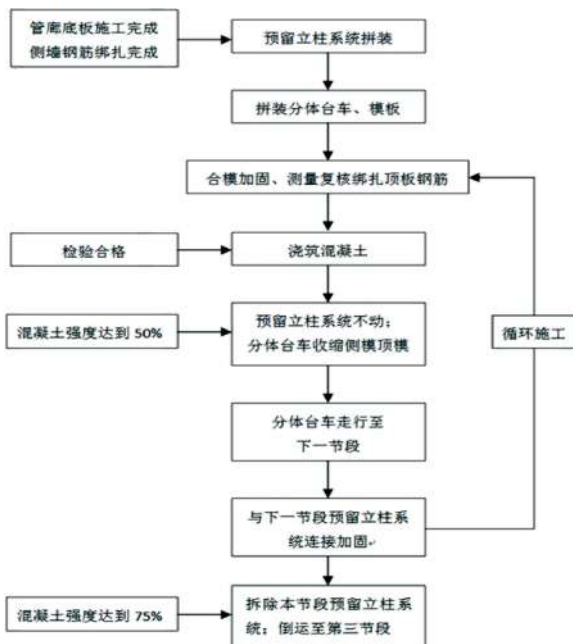 管廊底板施工完成
侧墙钢筋绑扎完成
预留立柱系统拼装
拼装分体台车、模板
合模加固、测量复核绑扎顶板钢筋
检验合格
浇筑混凝土
混凝土强度达到 50%
预留立柱系统不动；
分体台车收缩侧模顶模
循环施工
分体台车走行至
下一节段
与下一节段预留立柱系
统连接加固
混凝土强度达到 75%
拆除本节段预留立柱系
统；倒运至第三节段